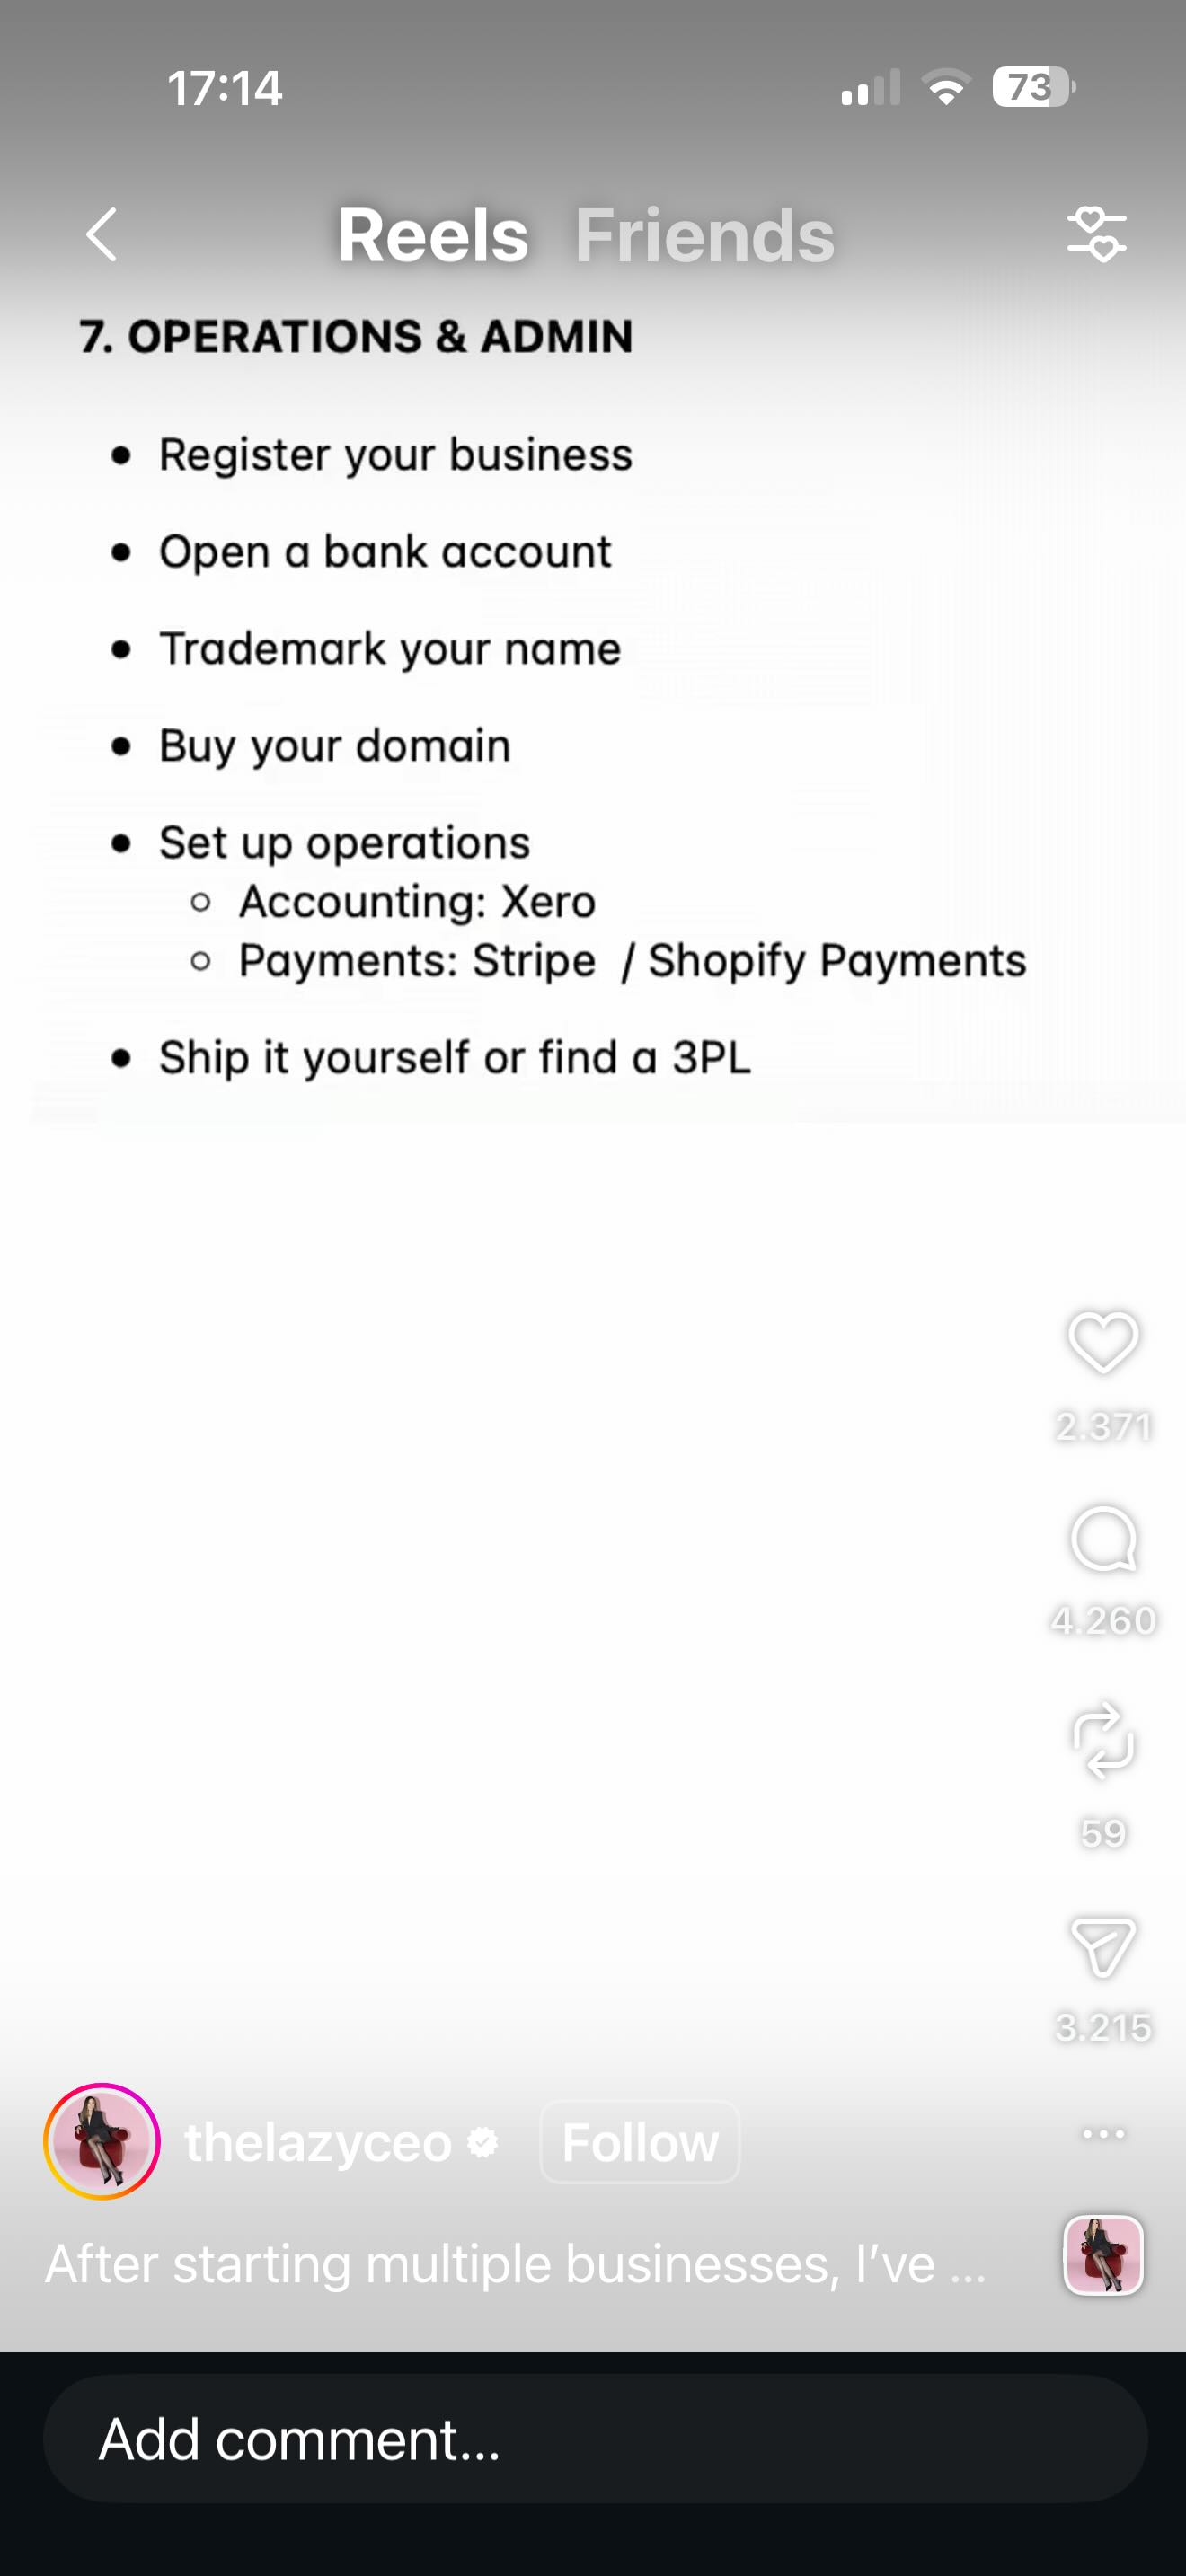 17:14
73
Reels Friends
7. OPERATIONS & ADMIN
• Register your business
• Open a bank account
• Trademark your name
• Buy your domain
• Set up operations
○ Accounting: Xero
○ Payments: Stripe / Shopify Payments
• Ship it yourself or find a 3PL
2.371
4.260
59
3.215
thelazyceo Follow
After starting multiple businesses, I’ve ...
Add comment...